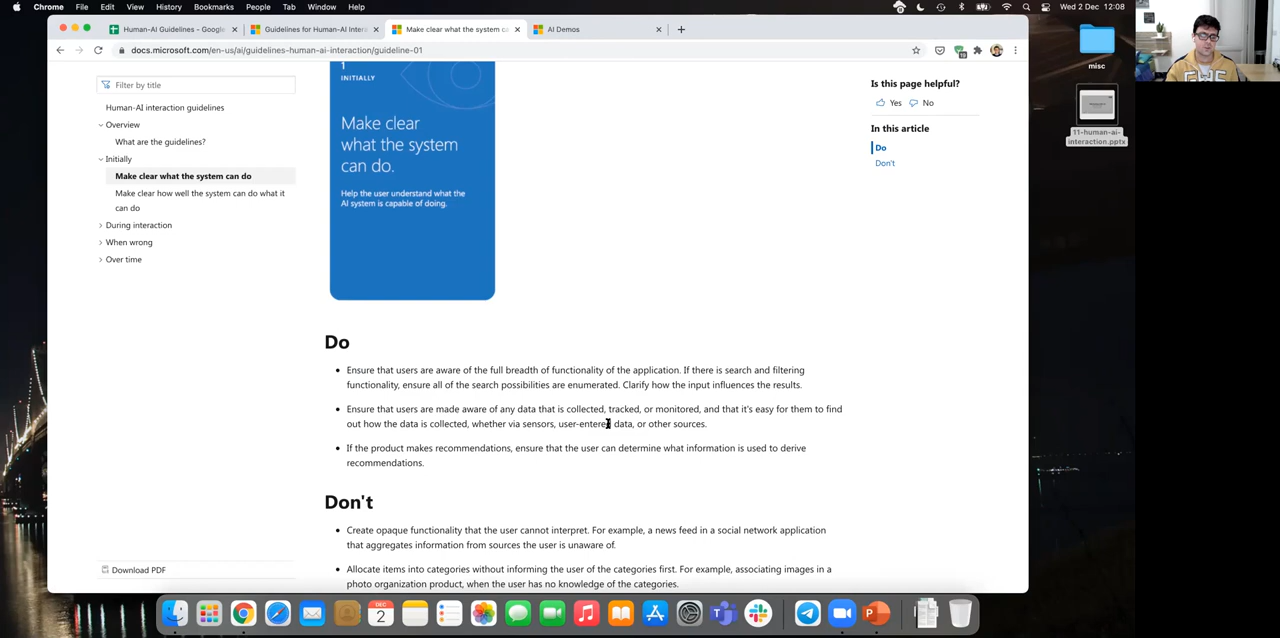 Chrome File Edit View History Bookmarks People Tab Window Help
Wed 2 Dec 12:08
Human-AI Guidelines - Google
Guidelines for Human-AI Inter
Make clear what the system c
AI Demos
docs.microsoft.com/en-us/ai/guidelines-human-ai-interaction/guideline-01
misc
11-human-ai-
interaction.pptx
Filter by title
Human-AI interaction guidelines
Overview
What are the guidelines?
Initially
Make clear what the system can do
Make clear how well the system can do what it
can do
During interaction
When wrong
Over time
Download PDF
1
INITIALLY
Make clear
what the system
can do.
Help the user understand what the
AI system is capable of doing.
Do
Ensure that users are aware of the full breadth of functionality of the application. If there is search and filtering
functionality, ensure all of the search possibilities are enumerated. Clarify how the input influences the results.
Ensure that users are made aware of any data that is collected, tracked, or monitored, and that it's easy for them to find
out how the data is collected, whether via sensors, user-entered data, or other sources.
If the product makes recommendations, ensure that the user can determine what information is used to derive
recommendations.
Don't
Create opaque functionality that the user cannot interpret. For example, a news feed in a social network application
that aggregates information from sources the user is unaware of.
Allocate items into categories without informing the user of the categories first. For example, associating images in a
photo organization product, when the user has no knowledge of the categories.
Is this page helpful?
Yes No
In this article
Do
Don't
DEC
2